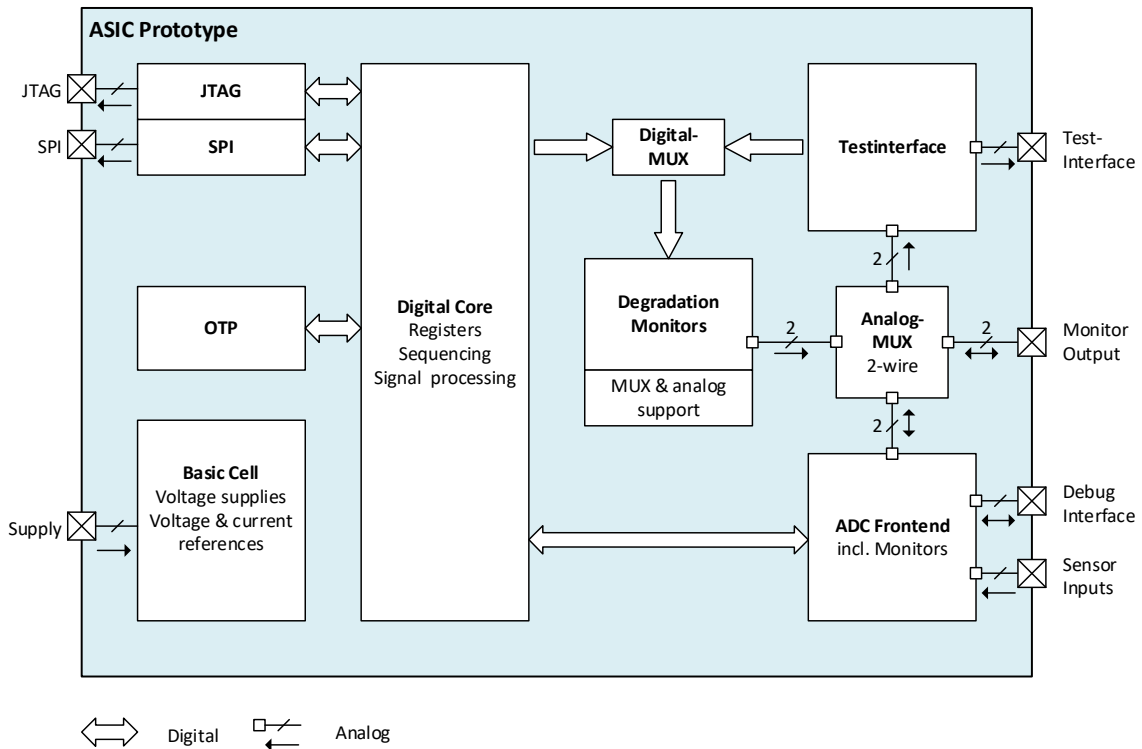 ASIC Prototype
JTAG
JTAG
SPI
SPI
OTP
Basic Cell
Voltage supplies
Voltage & current
references
Supply
Digital Core
Registers
Sequencing
Signal processing
Digital-
MUX
Degradation
Monitors
MUX & analog
support
2
Testinterface
Test-
Interface
2
Analog-
MUX
2-wire
2
Monitor
Output
2
ADC Frontend
incl. Monitors
Debug
Interface
Sensor
Inputs
Digital
Analog